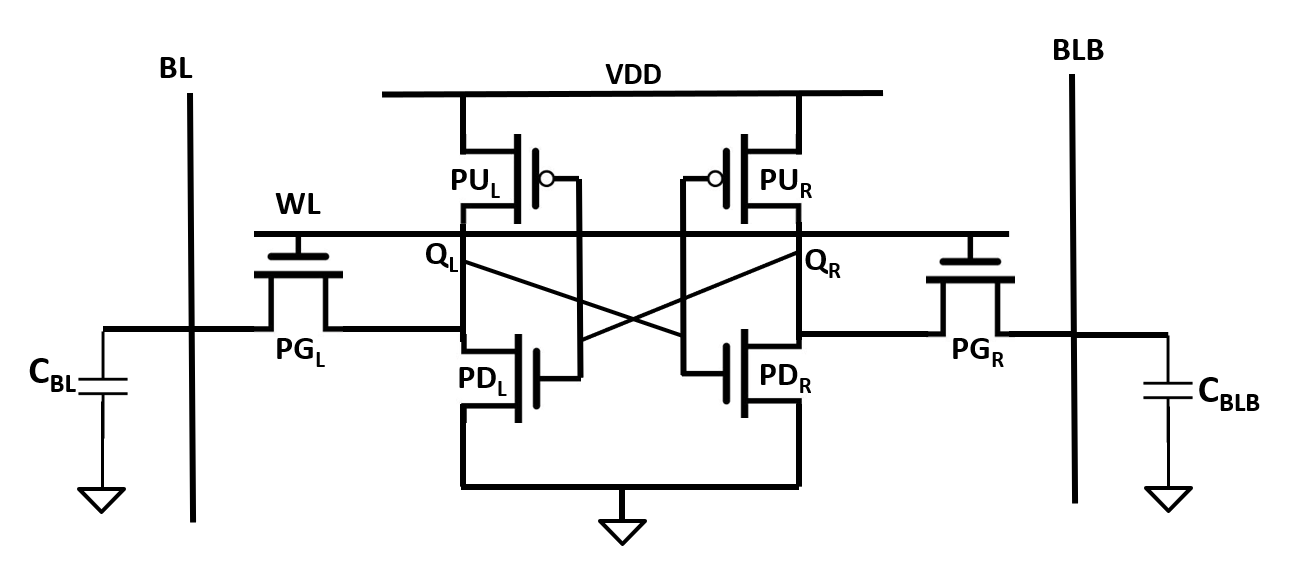 BLB
BL
VDD
PUL
PUR
WL
QL
QR
PGL
PGR
CBL
PDL
PDR
CBLB